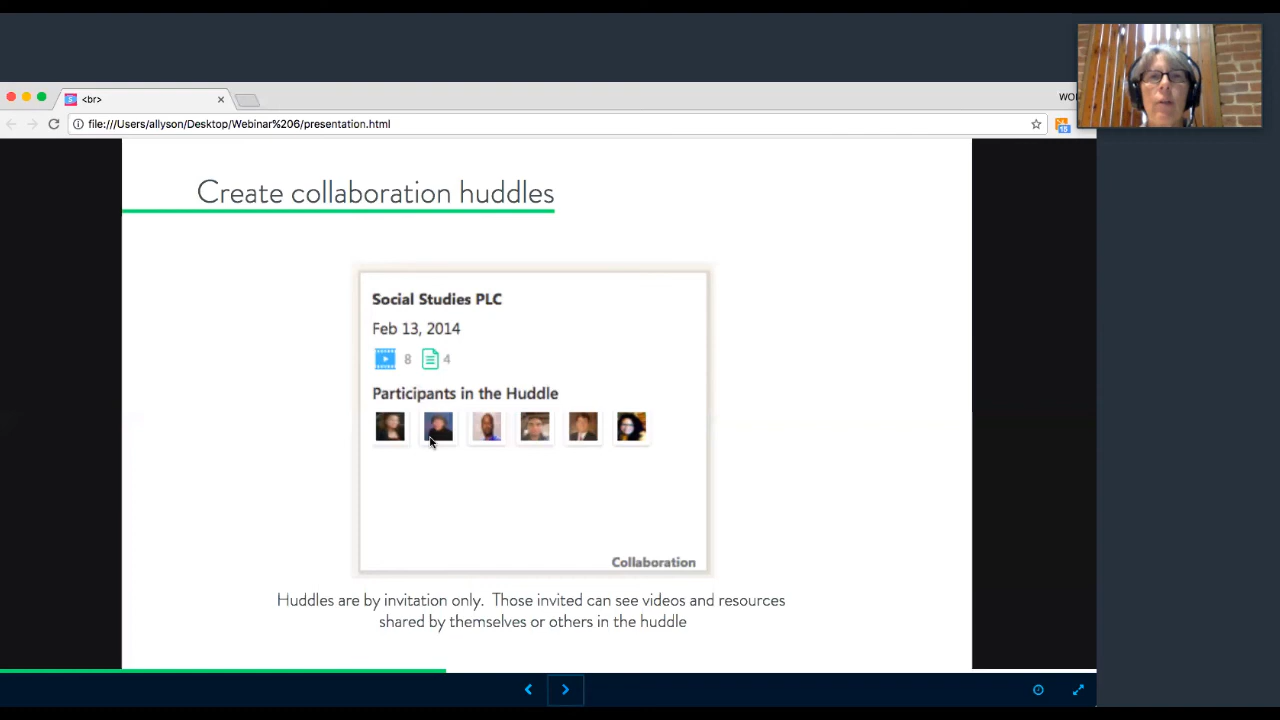 <br>
WOR
file:///Users/allyson/Desktop/Webinar%206/presentation.html
15
Create collaboration huddles
Social Studies PLC
Feb 13, 2014
8 4
Participants in the Huddle
Collaboration
Huddles are by invitation only. Those invited can see videos and resources
shared by themselves or others in the huddle